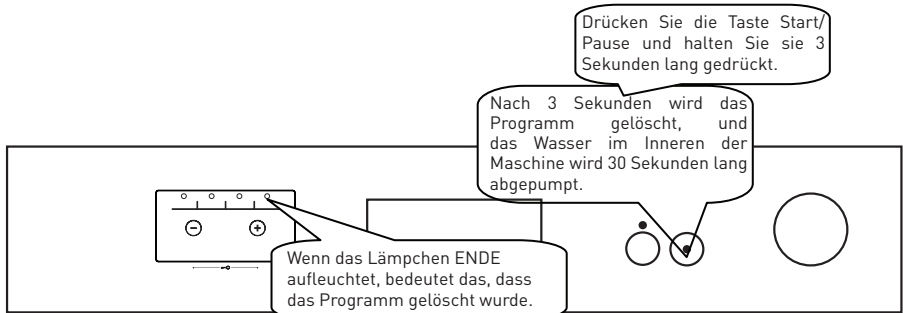 Drücken Sie die Taste Start/
Pause und halten Sie sie 3
Sekunden lang gedrückt.
Nach 3 Sekunden wird das
Programm gelöscht, und
das Wasser im Inneren der
Maschine wird 30 Sekunden lang
abgepumpt.
Wenn das Lämpchen ENDE
aufleuchtet, bedeutet das, dass
das Programm gelöscht wurde.